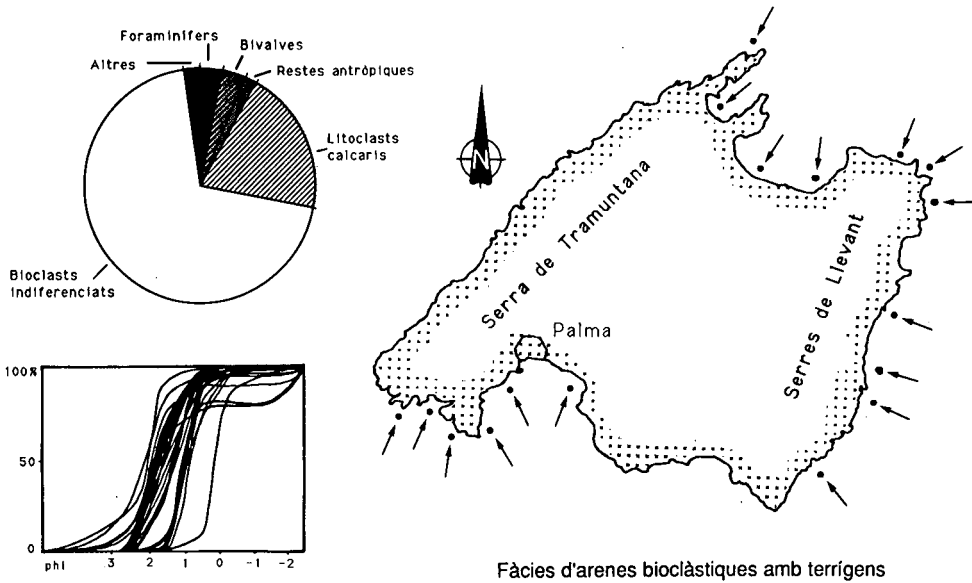 Foraminifers
Bivalves
Altres
Restes antròpiques
Litoclasts
calcaris
Bioclasts
indiferenciats
N
Serra de Tramuntana
Serres de Llevant
Palma
100%
50
0
phi 3 2 1 0 -1 -2
Fàcies d'arenes bioclàstiques amb terrígens